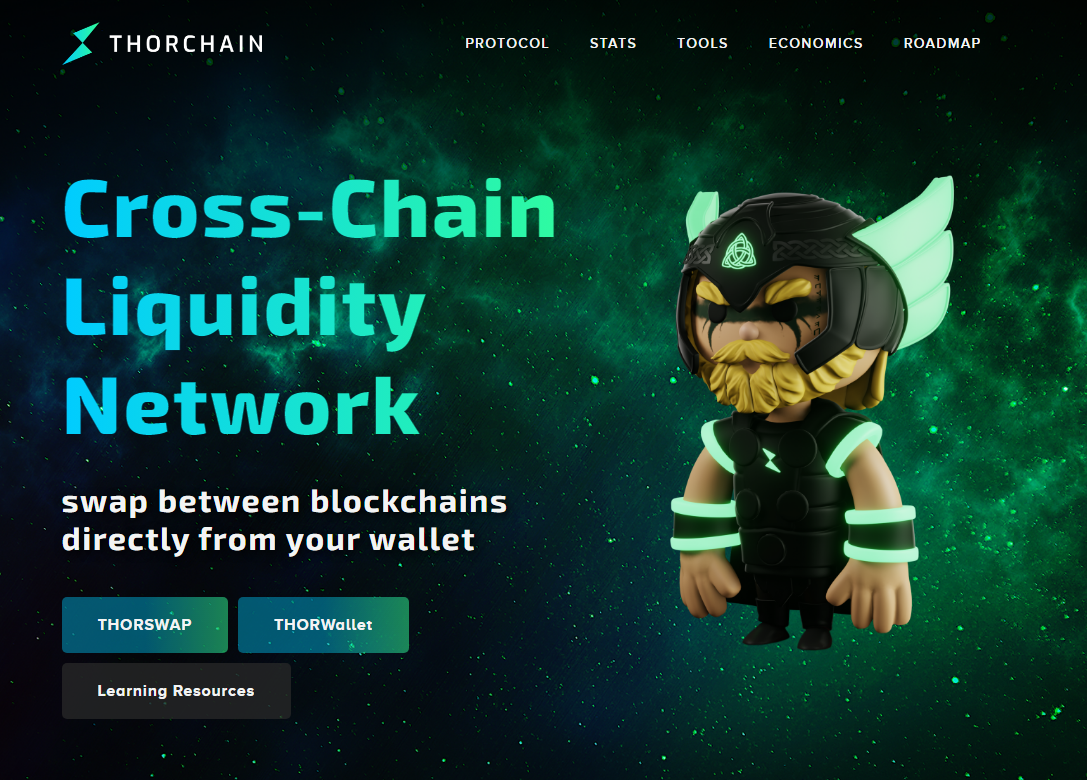 THORCHAIN
PROTOCOL STATS TOOLS ECONOMICS ROADMAP
Cross-Chain
Liquidity
Network
swap between blockchains
directly from your wallet
THORSWAP THORWallet
Learning Resources